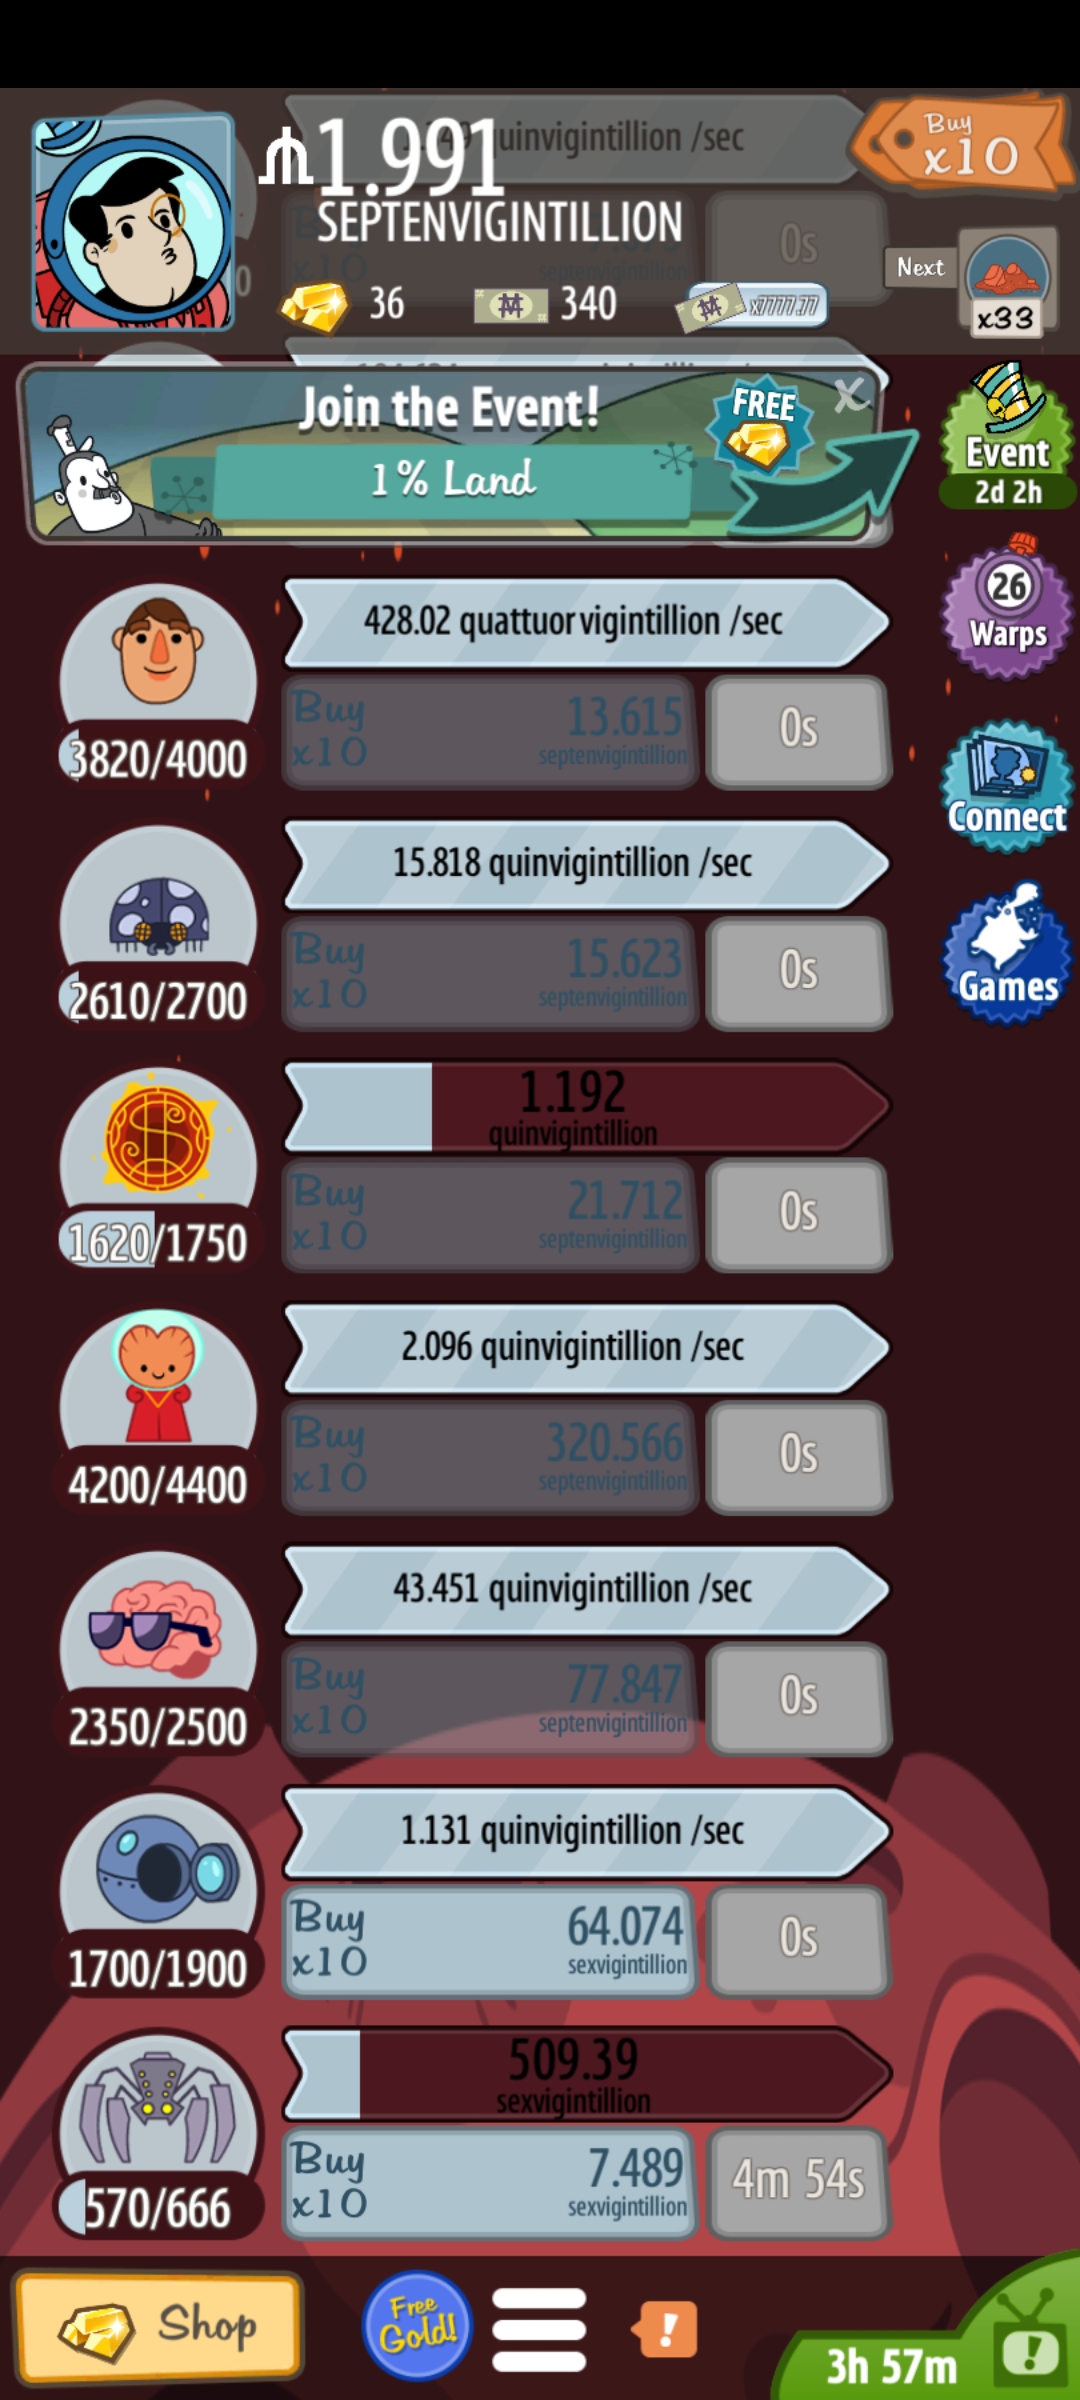 quinvigintillion /sec
Buy
x10
₼1.991
SEPTENVIGINTILLION
0s
Buy
x10
septenvigintillion
0
36
340
x7777.77
Next
x33
Join the Event!
1% Land
FREE
X
Event
2d 2h
428.02 quattuorvigintillion /sec
26
Warps
Buy
x10
13.615
septenvigintillion
0s
3820/4000
Connect
15.818 quinvigintillion /sec
Buy
x10
15.623
septenvigintillion
0s
2610/2700
Games
1.192
quinvigintillion
Buy
x10
21.712
septenvigintillion
0s
1620/1750
2.096 quinvigintillion /sec
Buy
x10
320.566
septenvigintillion
0s
4200/4400
43.451 quinvigintillion /sec
Buy
x10
77.847
septenvigintillion
0s
2350/2500
1.131 quinvigintillion /sec
Buy
x10
64.074
sexvigintillion
0s
1700/1900
509.39
sexvigintillion
Buy
x10
7.489
sexvigintillion
4m 54s
570/666
Shop
Free
Gold!
!
3h 57m
!